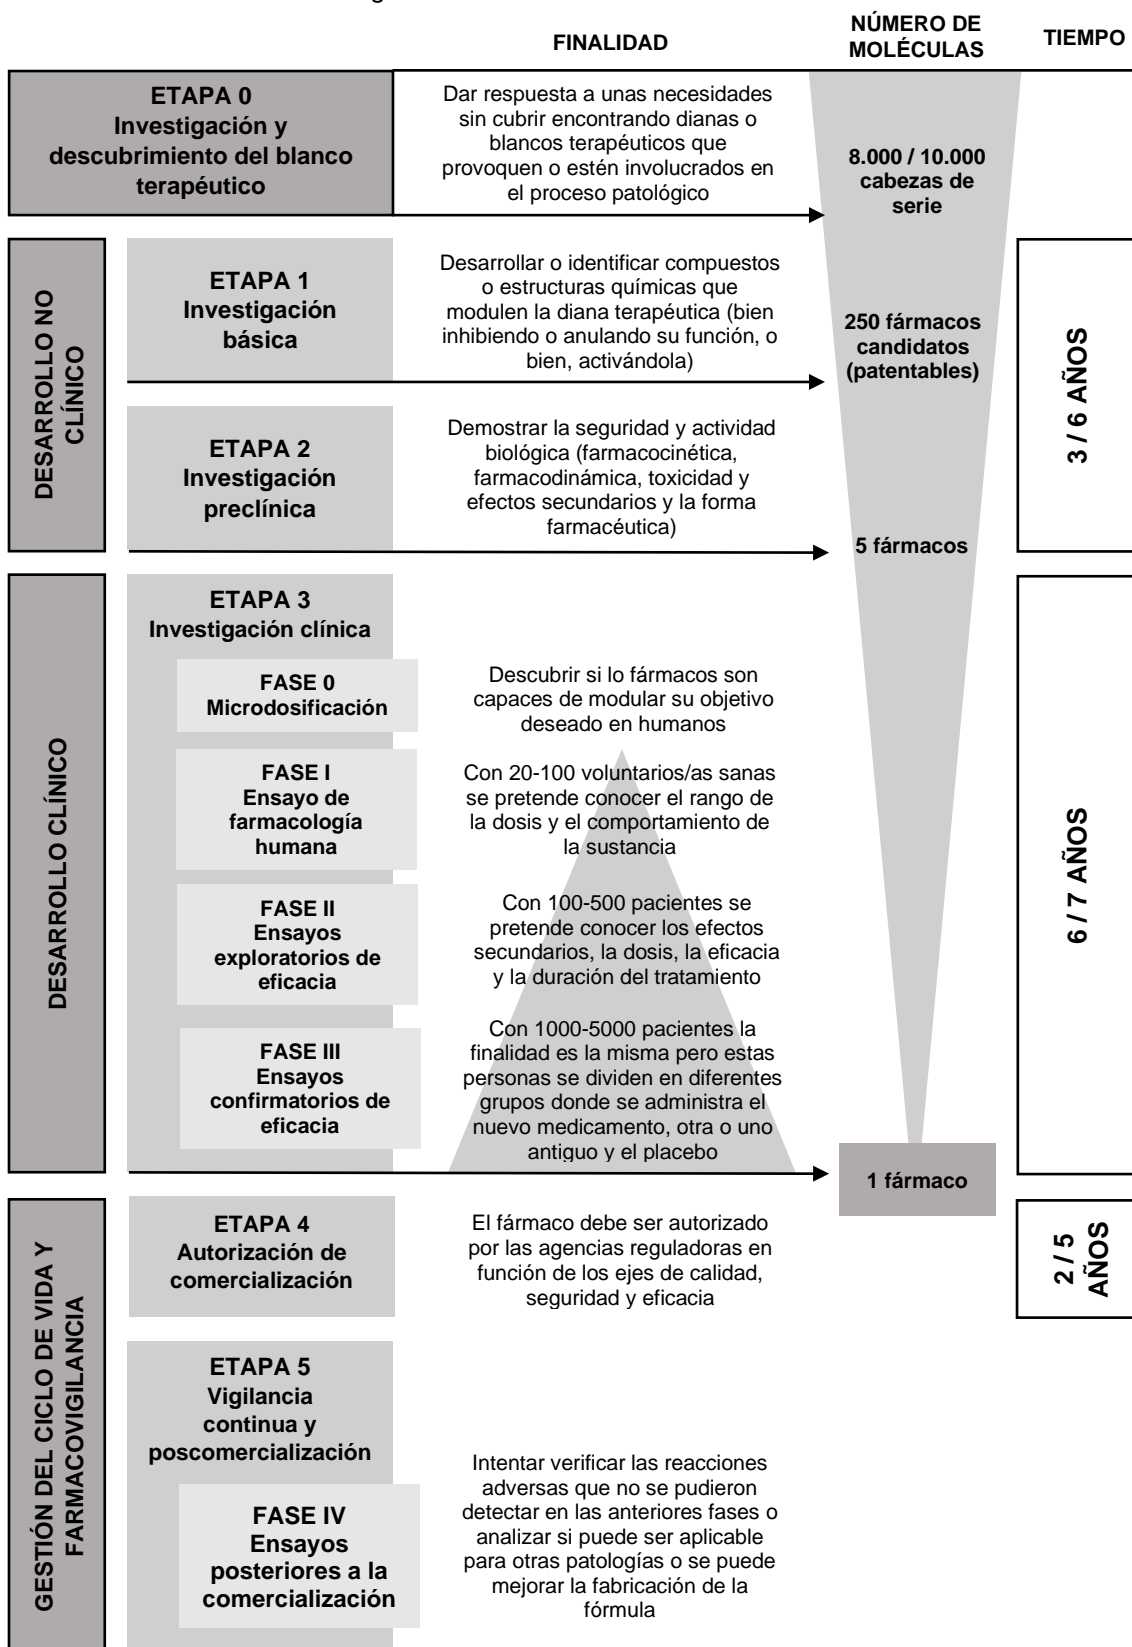 FINALIDAD
NÚMERO DE
MOLÉCULAS
TIEMPO
ETAPA 0
Investigación y
descubrimiento del blanco
terapéutico
Dar respuesta a unas necesidades
sin cubrir encontrando dianas o
blancos terapéuticos que
provoquen o estén involucrados en
el proceso patológico
8.000 / 10.000
cabezas de
serie
DESARROLLO NO
CLÍNICO
ETAPA 1
Investigación
básica
Desarrollar o identificar compuestos
o estructuras químicas que
modulen la diana terapéutica (bien
inhibiendo o anulando su función, o
bien, activándola)
250 fármacos
candidatos
(patentables)
3 / 6 AÑOS
ETAPA 2
Investigación
preclínica
Demostrar la seguridad y actividad
biológica (farmacocinética,
farmacodinámica, toxicidad y
efectos secundarios y la forma
farmacéutica)
5 fármacos
DESARROLLO CLÍNICO
ETAPA 3
Investigación clínica
FASE 0
Microdosificación
Descubrir si lo fármacos son
capaces de modular su objetivo
deseado en humanos
FASE I
Ensayo de
farmacología
humana
Con 20-100 voluntarios/as sanas
se pretende conocer el rango de
la dosis y el comportamiento de
la sustancia
6 / 7 AÑOS
FASE II
Ensayos
exploratorios de
eficacia
Con 100-500 pacientes se
pretende conocer los efectos
secundarios, la dosis, la eficacia
y la duración del tratamiento
FASE III
Ensayos
confirmatorios de
eficacia
Con 1000-5000 pacientes la
finalidad es la misma pero estas
personas se dividen en diferentes
grupos donde se administra el
nuevo medicamento, otra o uno
antiguo y el placebo
1 fármaco
GESTIÓN DEL CICLO DE VIDA Y
FARMACOVIGILANCIA
ETAPA 4
Autorización de
comercialización
El fármaco debe ser autorizado
por las agencias reguladoras en
función de los ejes de calidad,
seguridad y eficacia
2 / 5
AÑOS
ETAPA 5
Vigilancia
continua y
poscomercialización
FASE IV
Ensayos
posteriores a la
comercialización
Intentar verificar las reacciones
adversas que no se pudieron
detectar en las anteriores fases o
analizar si puede ser aplicable
para otras patologías o se puede
mejorar la fabricación de la
fórmula